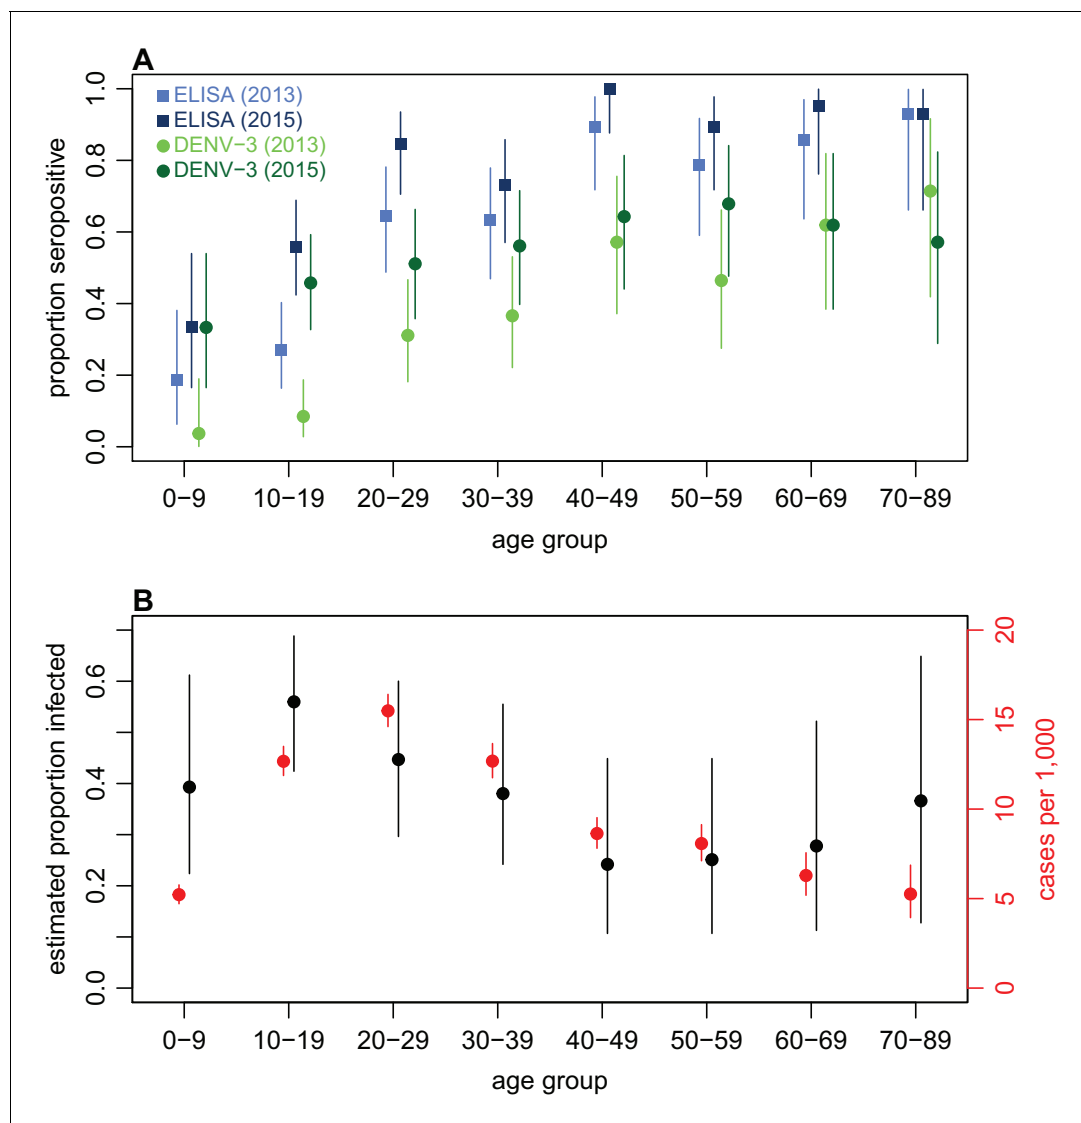 A
ELISA (2013)
ELISA (2015)
DENV−3 (2013)
DENV−3 (2015)
proportion seropositive
1.0
0.8
0.6
0.4
0.2
0.0
0−9 10−19 20−29 30−39 40−49 50−59 60−69 70−89
age group
B
estimated proportion infected
0.6
0.4
0.2
0.0
20
15
10
5
0
cases per 1,000
0−9 10−19 20−29 30−39 40−49 50−59 60−69 70−89
age group